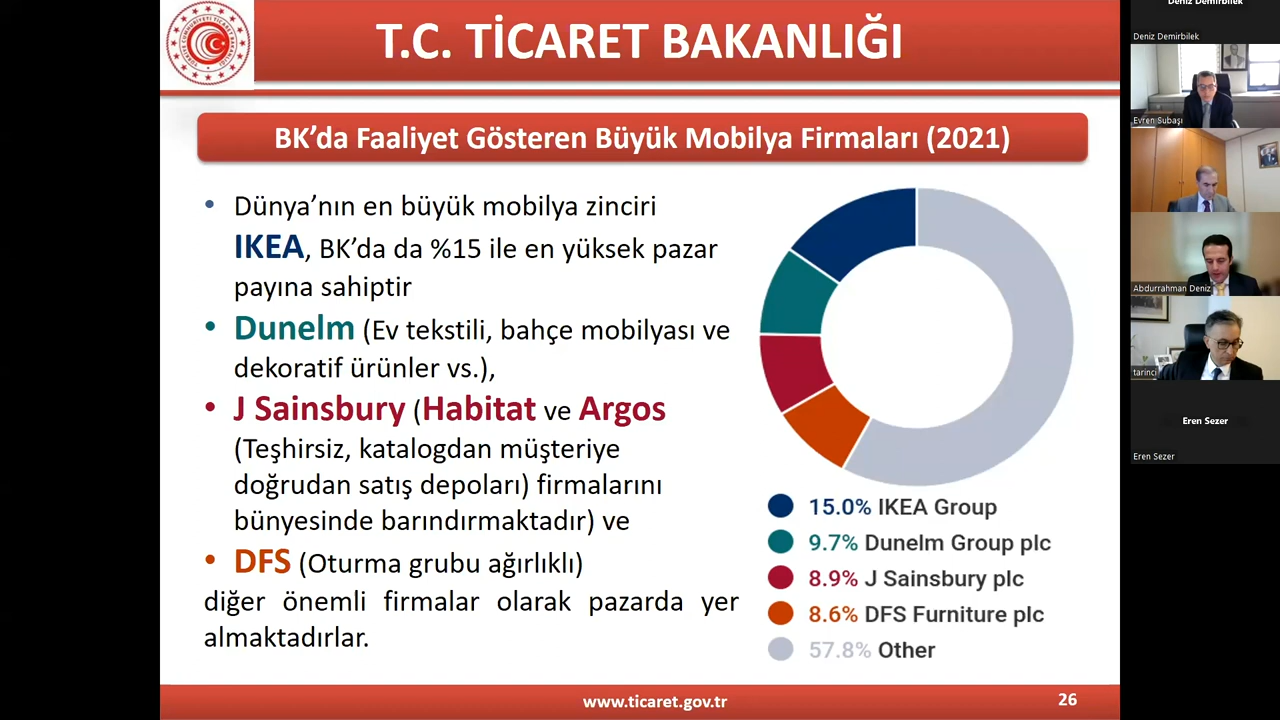 T.C. TİCARET BAKANLIĞI
BK’da Faaliyet Gösteren Büyük Mobilya Firmaları (2021)
• Dünya’nın en büyük mobilya zinciri
IKEA, BK’da da %15 ile en yüksek pazar
payına sahiptir
• Dunelm (Ev tekstili, bahçe mobilyası ve
dekoratif ürünler vs.),
• J Sainsbury (Habitat ve Argos
(Teşhirsiz, katalogdan müşteriye
doğrudan satış depoları) firmalarını
bünyesinde barındırmaktadır) ve
• DFS (Oturma grubu ağırlıklı)
diğer önemli firmalar olarak pazarda yer
almaktadırlar.
15.0% IKEA Group
9.7% Dunelm Group plc
8.9% J Sainsbury plc
8.6% DFS Furniture plc
57.8% Other
www.ticaret.gov.tr
26
Deniz Demirbilek
Deniz Demirbilek
Evren Subaşı
Abdurrahman Deniz
tarinci
Eren Sezer
Eren Sezer